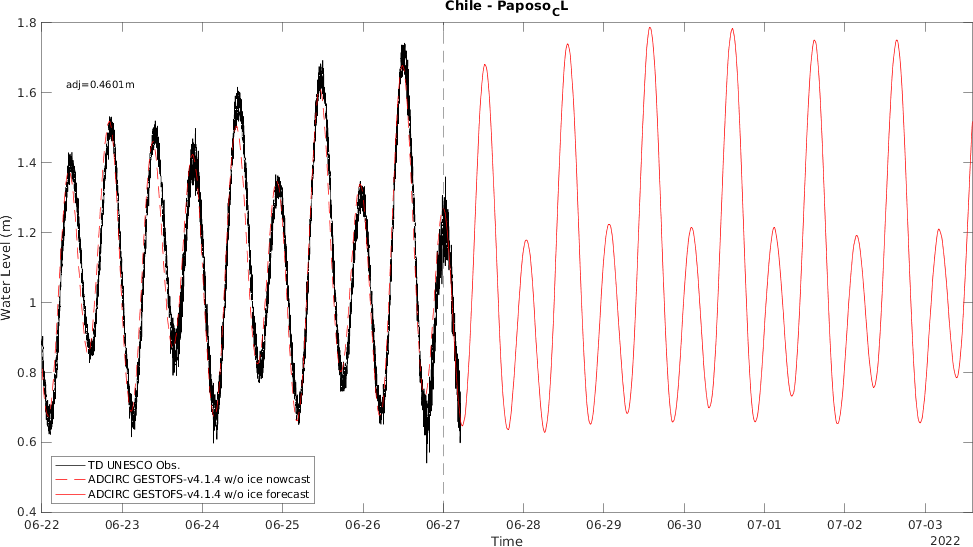 Chile - Paposo_CL
adj=0.4601m
1.8
1.6
1.4
1.2
1
0.8
0.6
0.4
Water Level (m)
TD UNESCO Obs.
ADCIRC GESTOFS-v4.1.4 w/o ice nowcast
ADCIRC GESTOFS-v4.1.4 w/o ice forecast
06-22 06-23 06-24 06-25 06-26 06-27 06-28 06-29 06-30 07-01 07-02 07-03
Time
2022